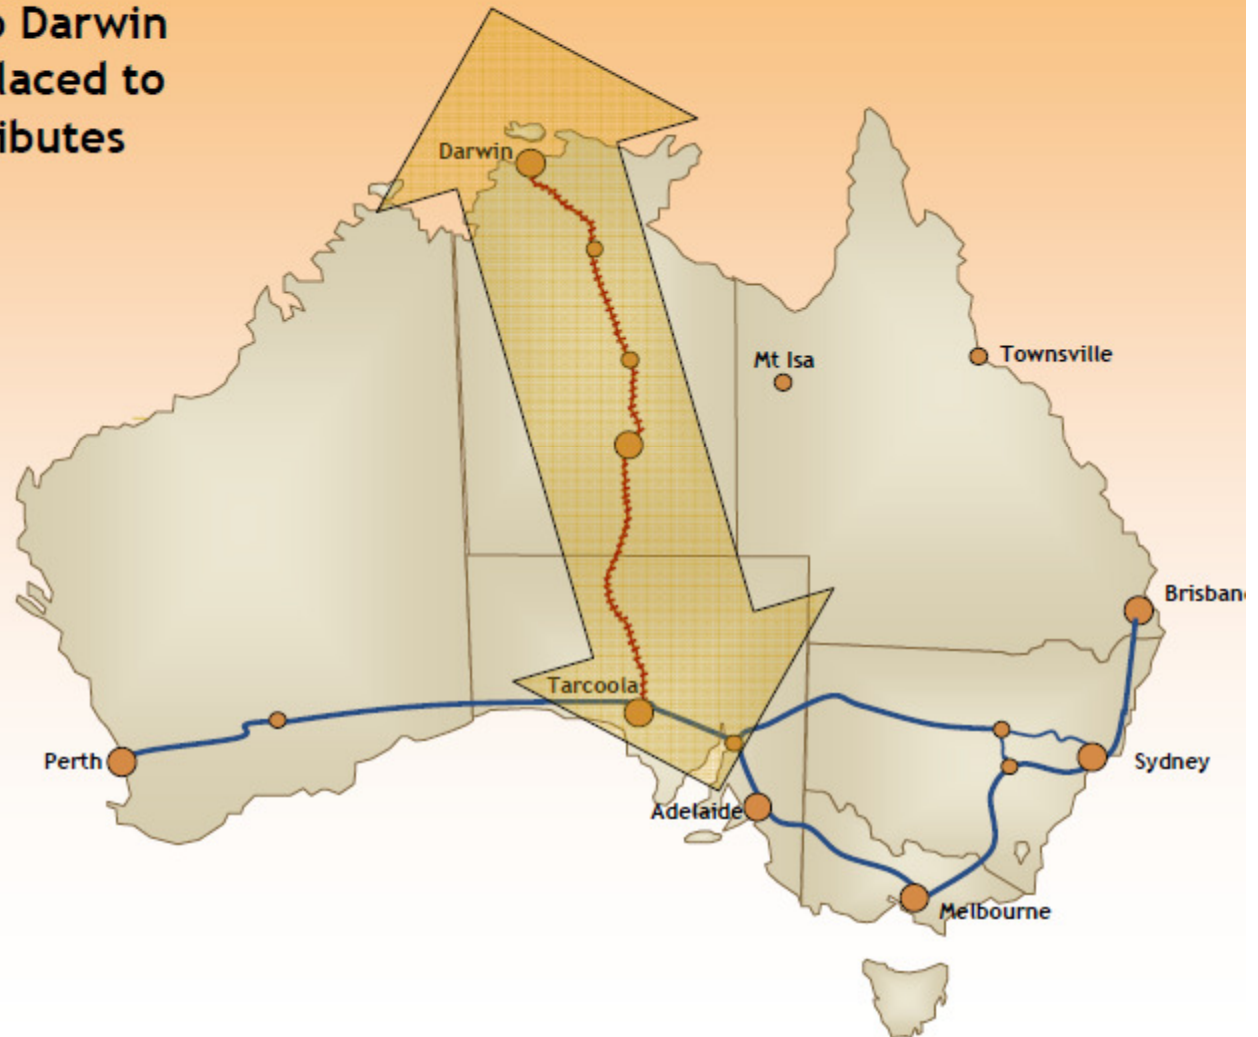 Darwin
laced to
ibutes
Darwin
Mt Isa
Townsville
Brisban
Tarcoola
Perth
Sydney
Adelaide
Melbourne